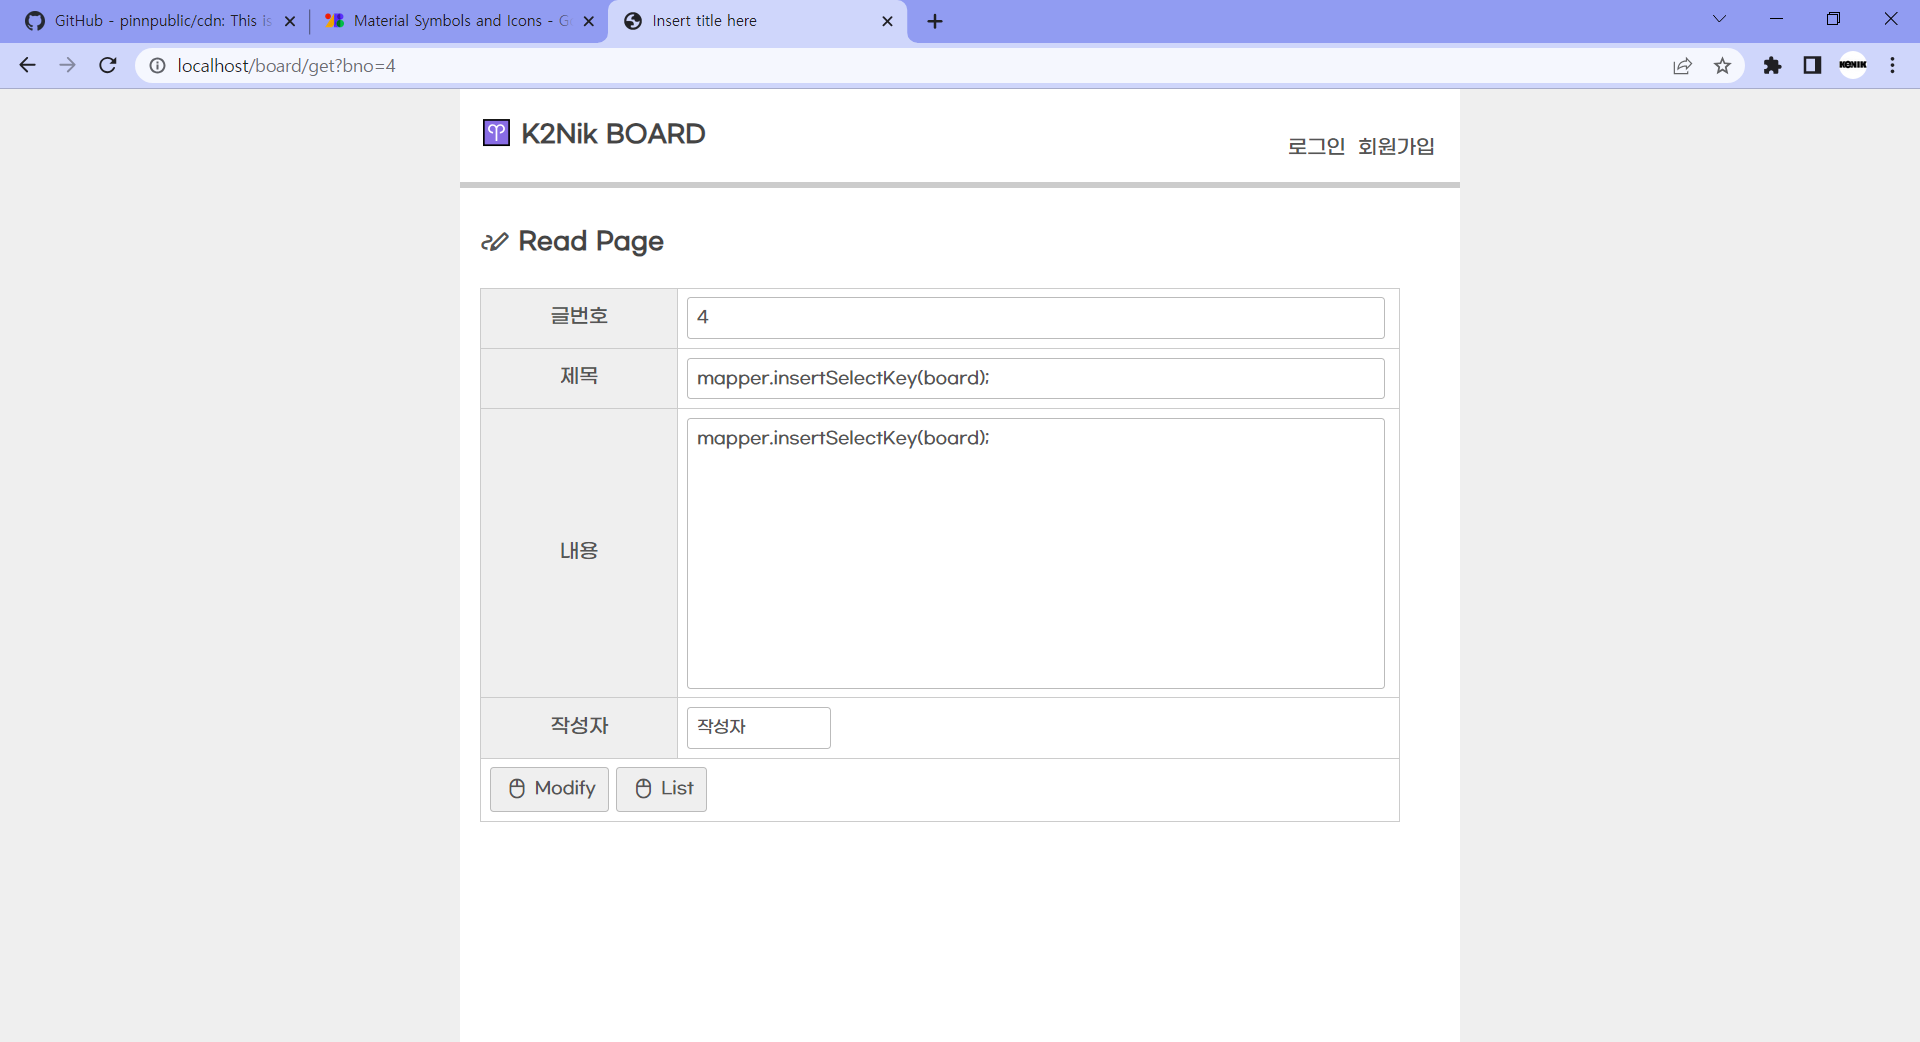 GitHub - pinnpublic/cdn: This is
Material Symbols and Icons - Go
Insert title here
localhost/board/get?bno=4
KENIK
K2Nik BOARD
로그인 회원가입
Read Page
글번호 4
제목 mapper.insertSelectKey(board);
내용 mapper.insertSelectKey(board);
작성자 작성자
Modify List